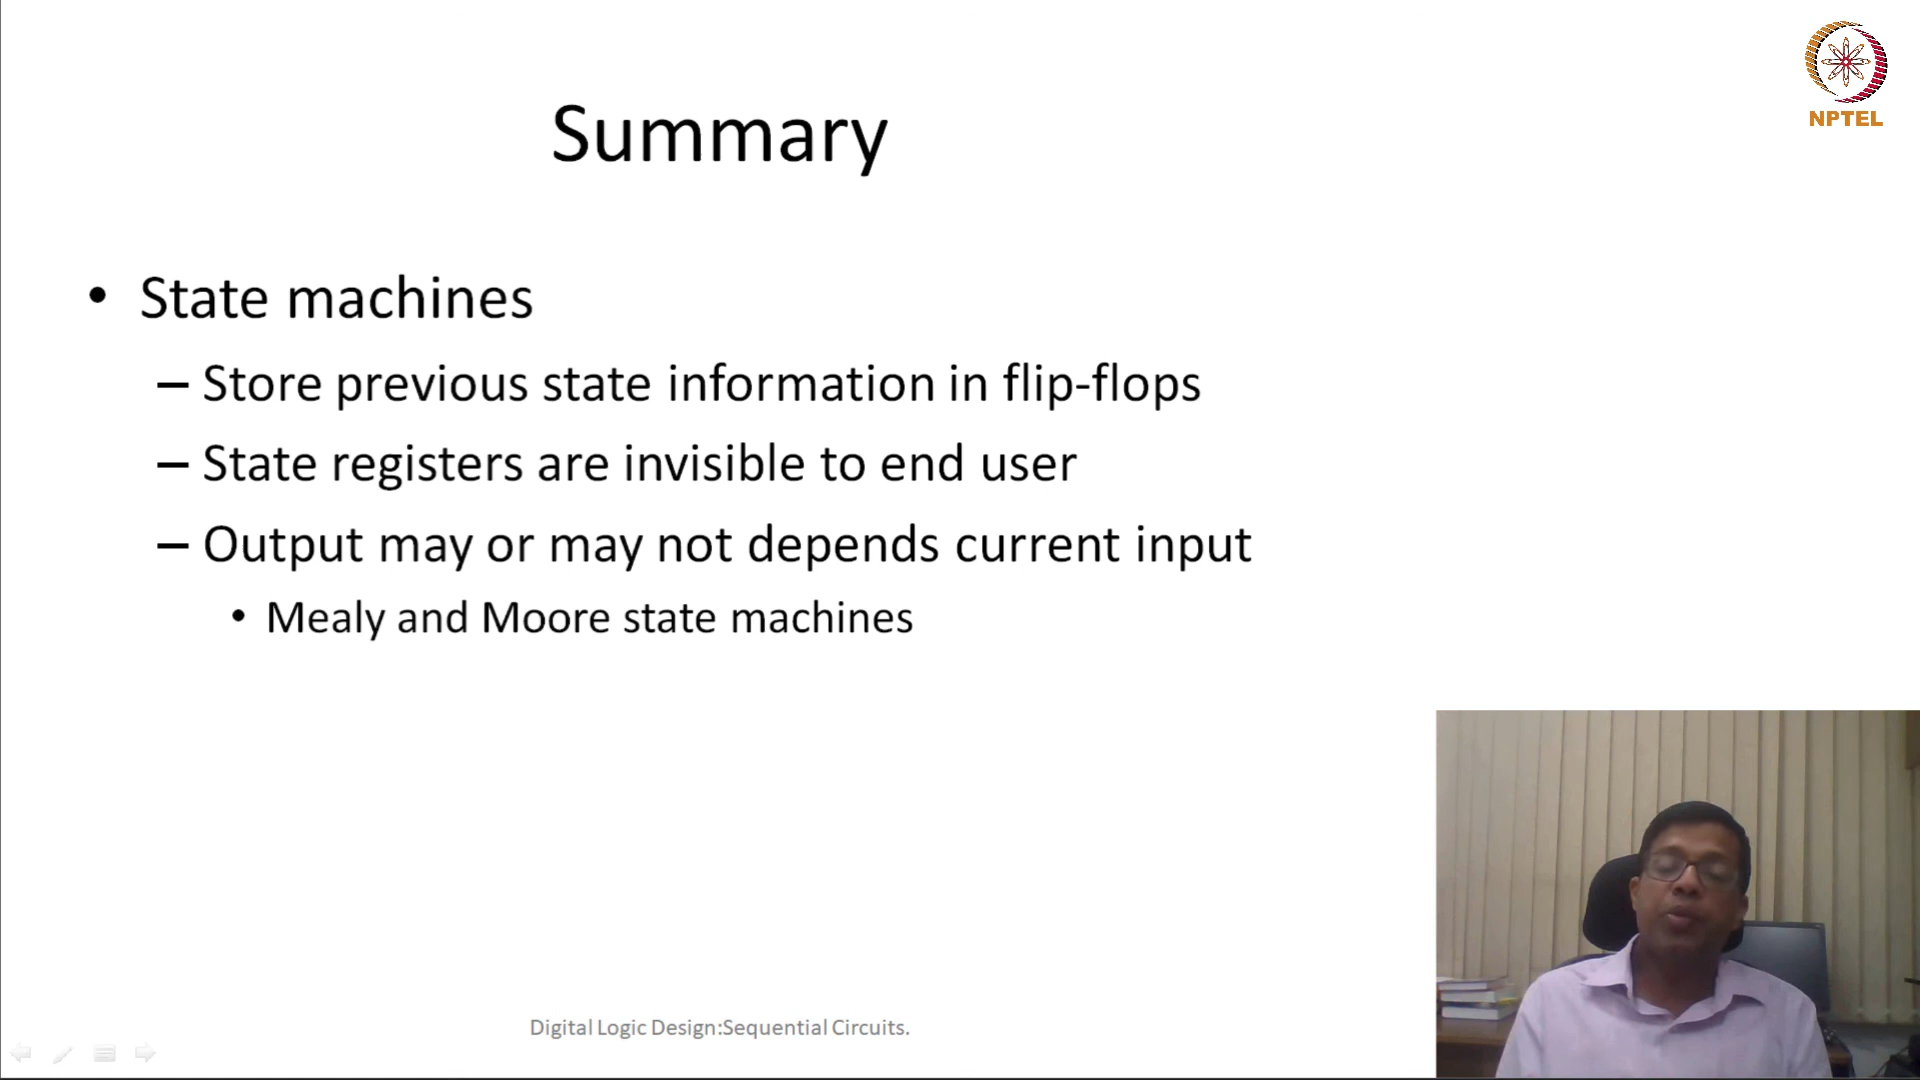 NPTEL
Summary
• State machines
– Store previous state information in flip-flops
– State registers are invisible to end user
– Output may or may not depends current input
• Mealy and Moore state machines
Digital Logic Design:Sequential Circuits.